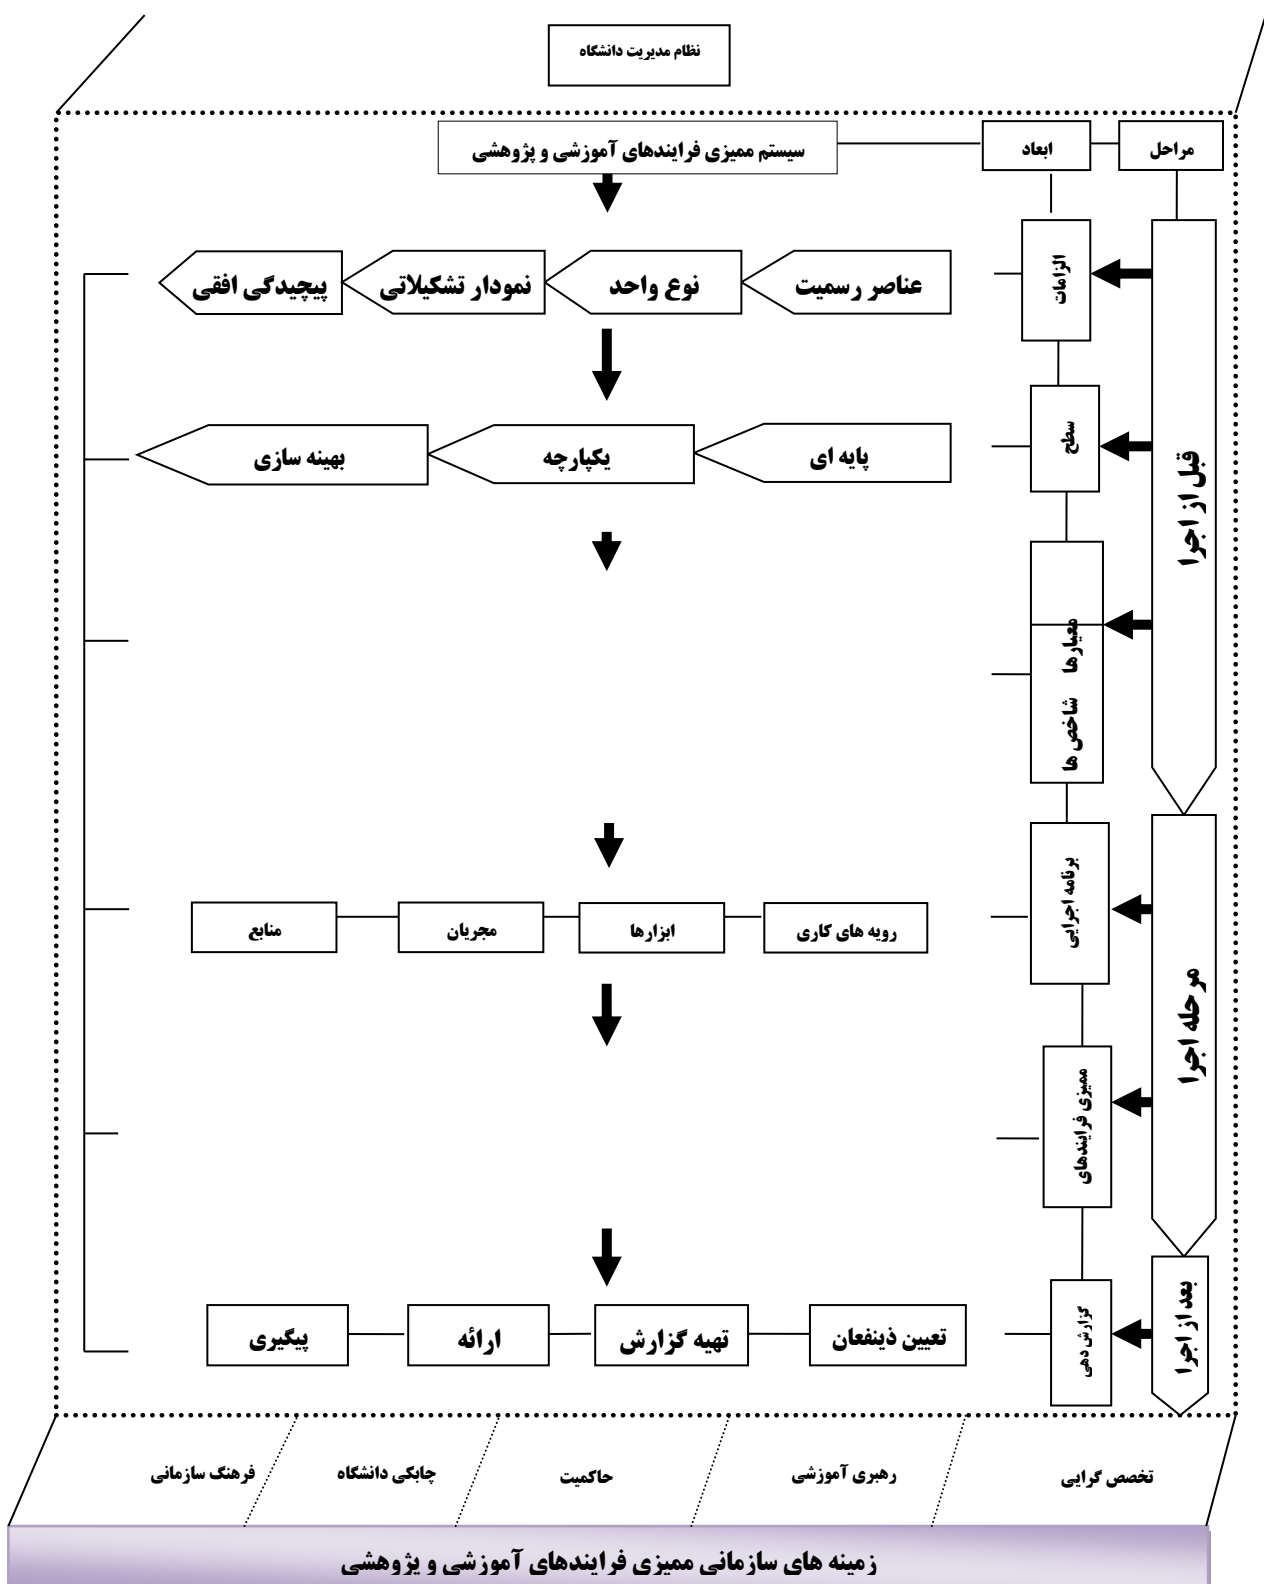 نظام مدیریت دانشگاه
مراحل
ابعاد
سیستم ممیزی فرایندهای آموزشی و پژوهشی
قبل از اجرا
الزامات
عناصر رسمیت
نوع واحد
نمودار تشکیلاتی
پیچیدگی افقی
سطح
پایه ای
یکپارچه
بهینه سازی
معیارها
شاخص ها
مرحله اجرا
برنامه اجرایی
رویه های کاری
ابزارها
مجریان
منابع
ممیزی فرایندهای
بعد از اجرا
گزارش دهی
تعیین ذینفعان
تهیه گزارش
ارائه
پیگیری
تخصص گرایی
رهبری آموزشی
حاکمیت
چابکی دانشگاه
فرهنگ سازمانی
زمینه های سازمانی ممیزی فرایندهای آموزشی و پژوهشی